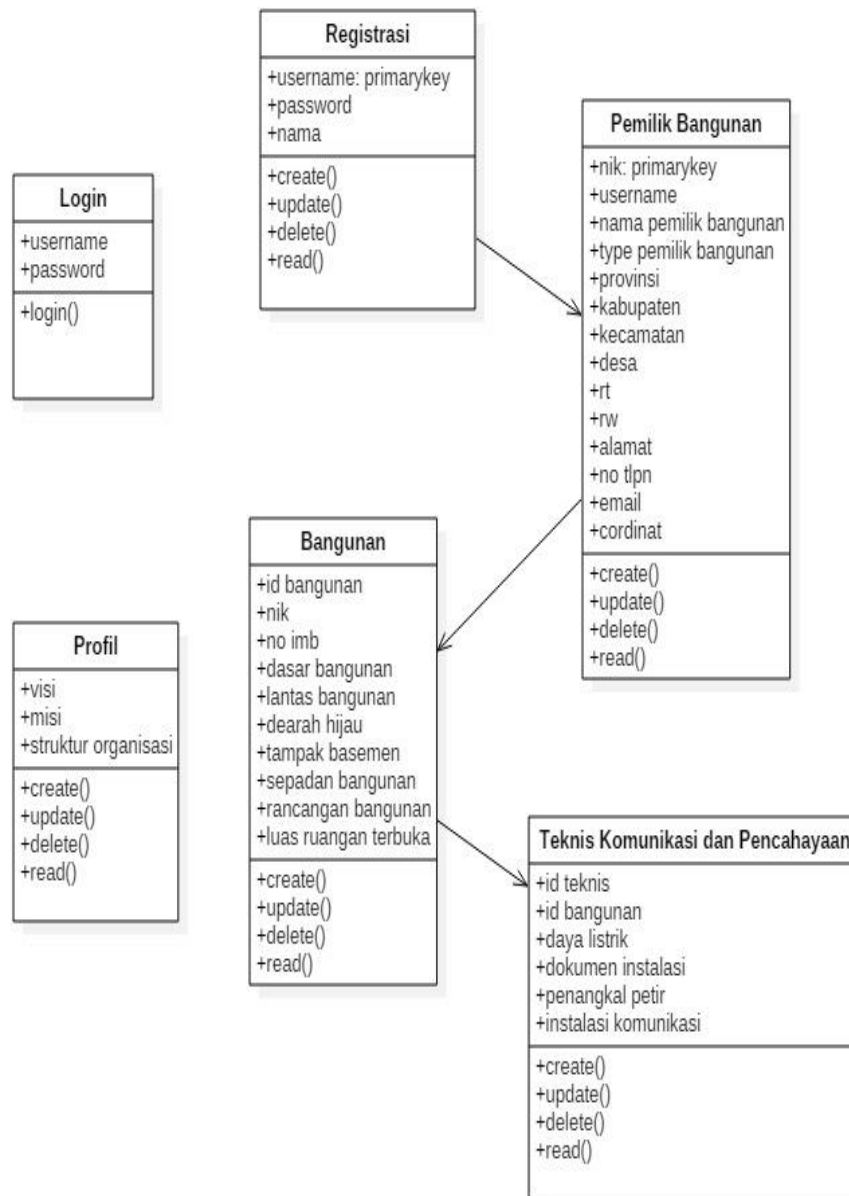 Registrasi
+username: primarykey
+password
+nama
+create()
+update()
+delete()
+read()
Pemilik Bangunan
+nik: primarykey
+username
+nama pemilik bangunan
+type pemilik bangunan
+provinsi
+kabupaten
+kecamatan
+desa
+rt
+rw
+alamat
+no tlpn
+email
+cordinat
+create()
+update()
+delete()
+read()
Login
+username
+password
+login()
Bangunan
+id bangunan
+nik
+no imb
+dasar bangunan
+lantas bangunan
+dearah hijau
+tampak basemen
+sepadan bangunan
+rancangan bangunan
+luas ruangan terbuka
+create()
+update()
+delete()
+read()
Profil
+visi
+misi
+struktur organisasi
+create()
+update()
+delete()
+read()
Teknis Komunikasi dan Pencahayaan
+id teknis
+id bangunan
+daya listrik
+dokumen instalasi
+penangkal petir
+instalasi komunikasi
+create()
+update()
+delete()
+read()